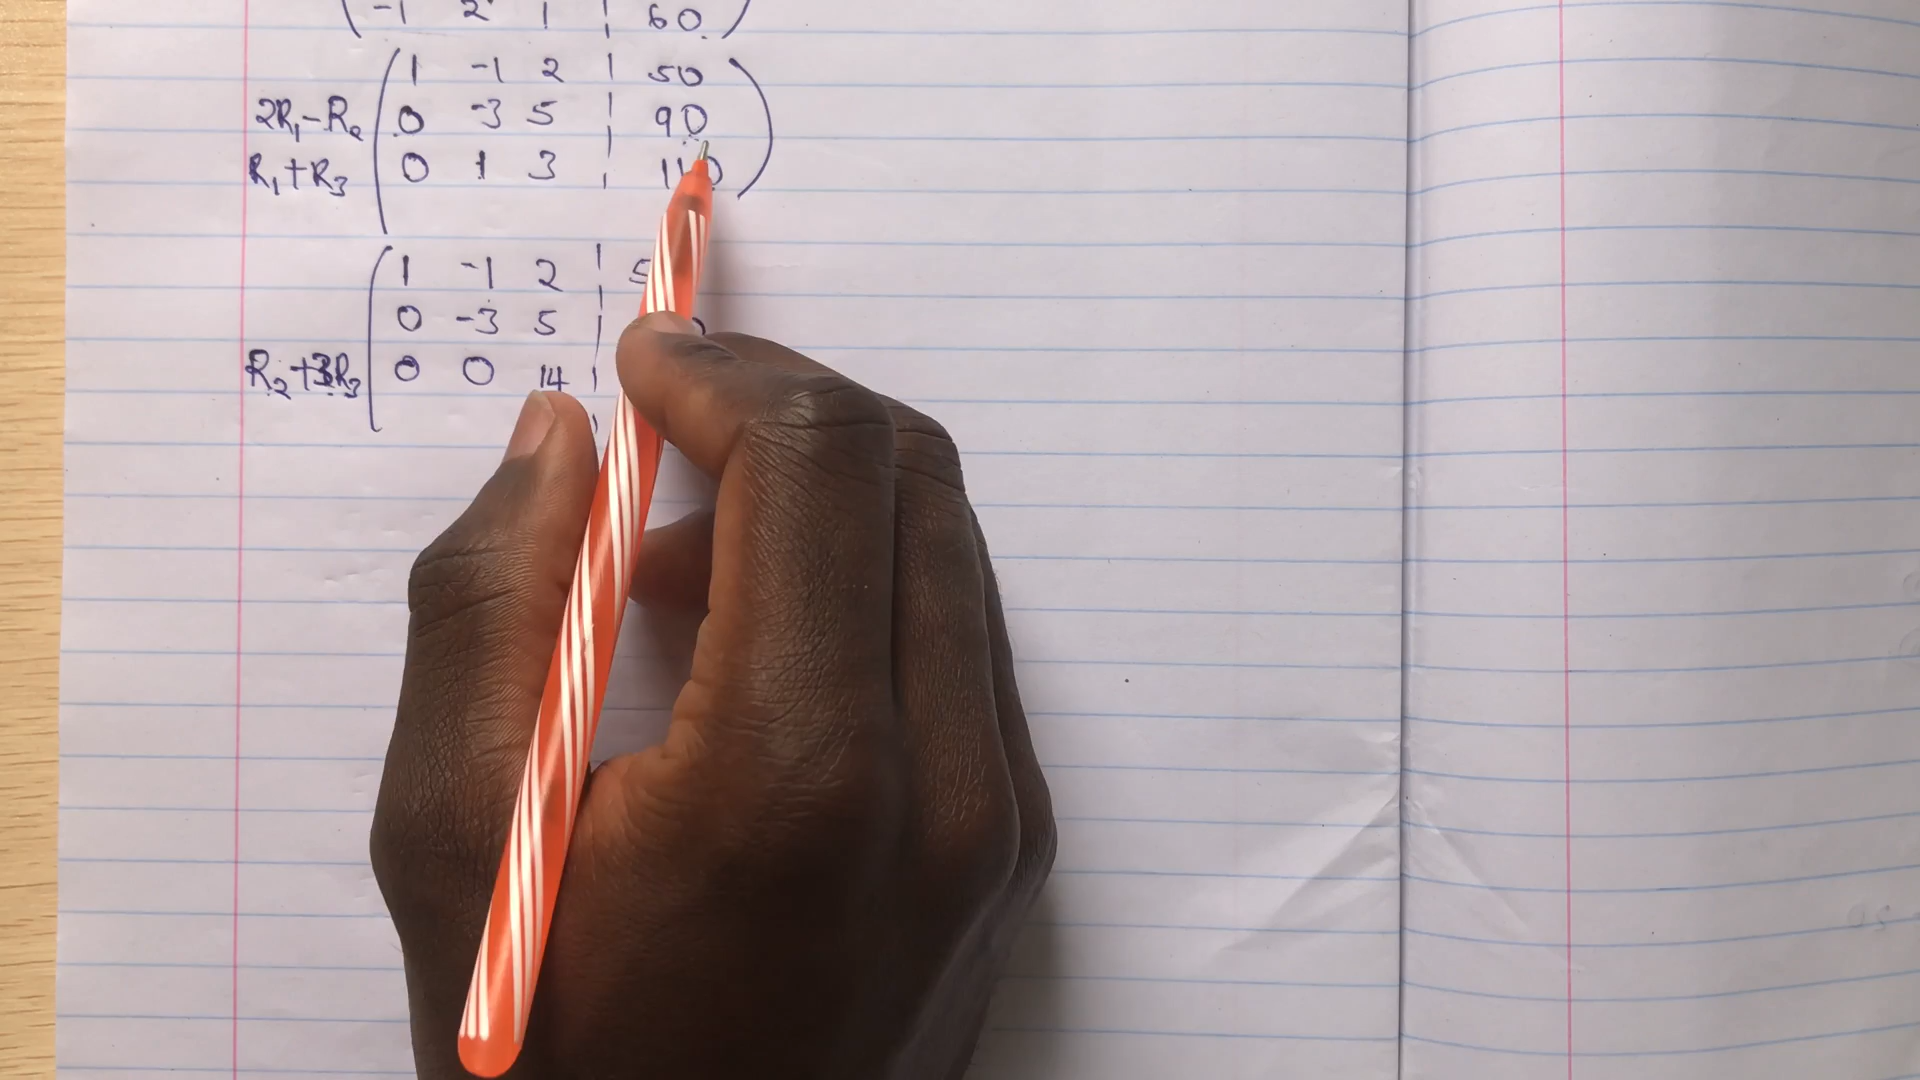 -1 2 1 | 60
1 -1 2 | 50
2R₁-R₂ 0 -3 5 | 90
R₁+R₃ 0 1 3 | 110
1 -1 2 | 5
0 -3 5 |
R₂+3R₃ 0 0 14 |